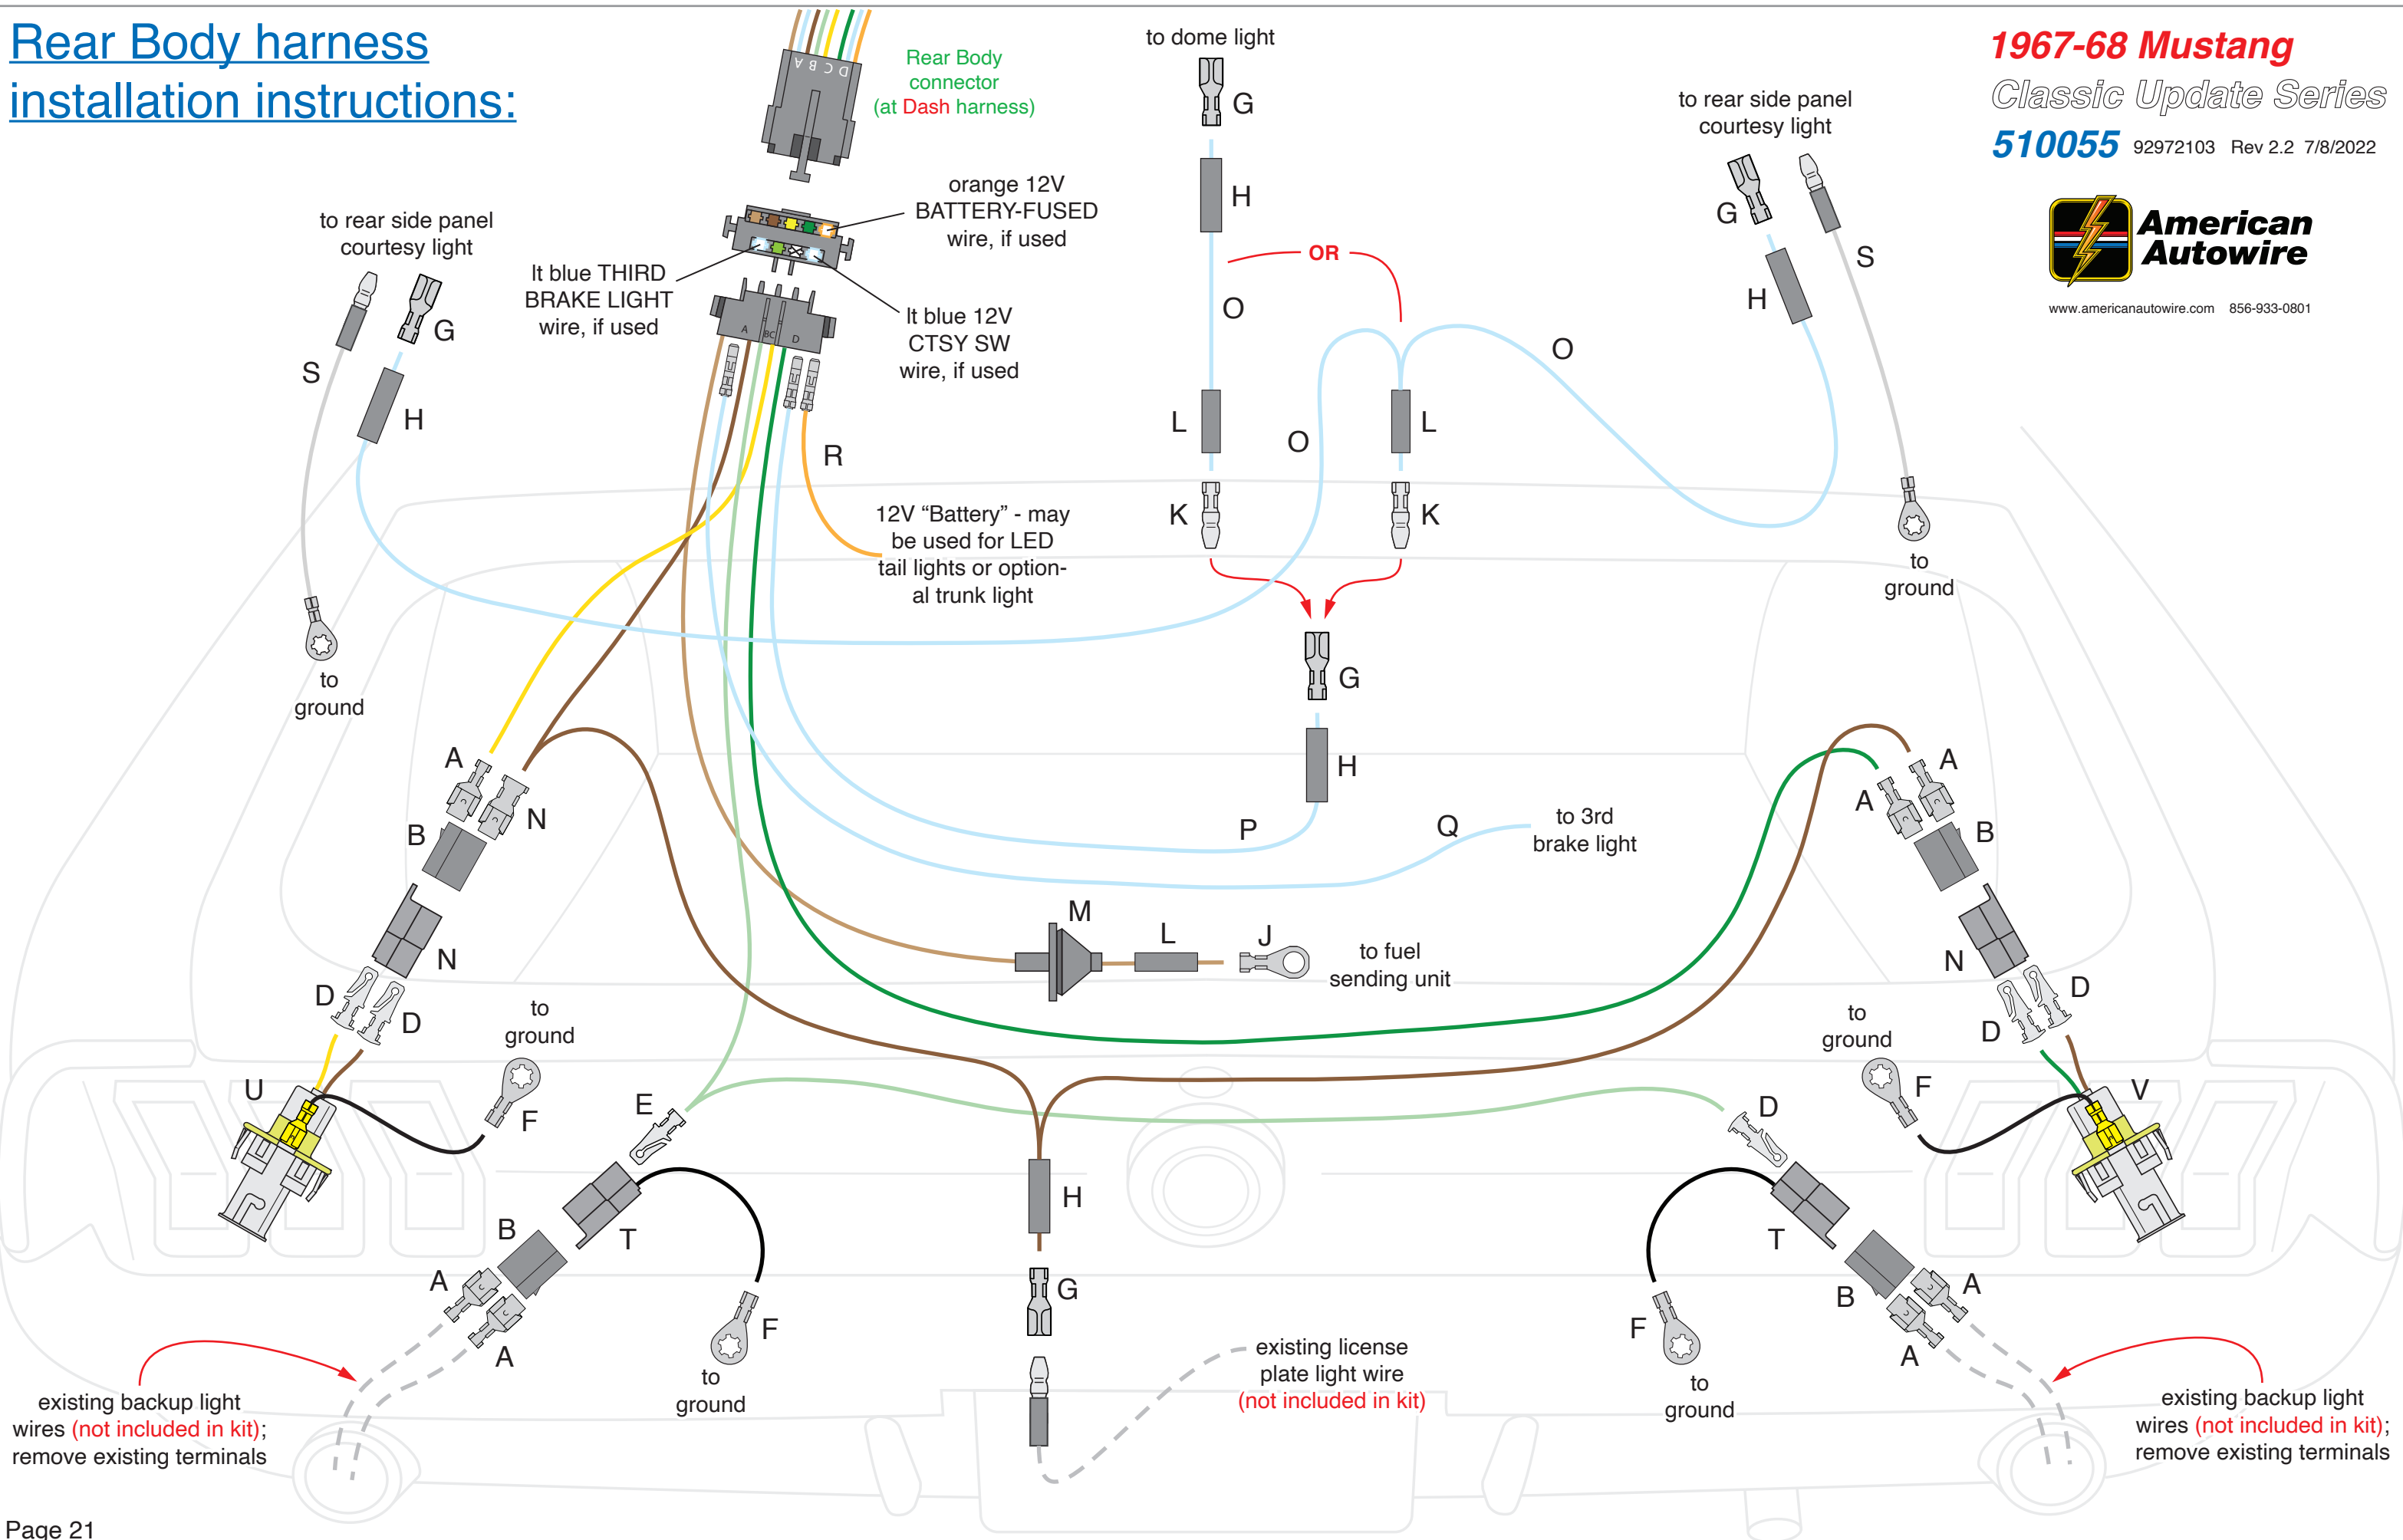 Rear Body harness
installation instructions:
1967-68 Mustang
Classic Update Series
510055 92972103 Rev 2.2 7/8/2022
American
Autowire
www.americanautowire.com 856-933-0801
A B C D
Rear Body
connector
(at Dash harness)
to dome light
G
H
O
L
K
OR
O
O
L
K
G
H
P
to rear side panel
courtesy light
G
H
S
to
ground
to rear side panel
courtesy light
S
G
H
to
ground
orange 12V
BATTERY-FUSED
wire, if used
lt blue THIRD
BRAKE LIGHT
wire, if used
lt blue 12V
CTSY SW
wire, if used
A BC D
R
12V “Battery” - may
be used for LED
tail lights or option-
al trunk light
Q
to 3rd
brake light
M
L
J
to fuel
sending unit
A
N
B
N
D
D
U
to
ground
F
A
A
B
N
D
D
V
to
ground
F
E
T
B
A
A
F
to
ground
D
T
B
A
A
F
to
ground
H
G
existing license
plate light wire
(not included in kit)
existing backup light
wires (not included in kit);
remove existing terminals
existing backup light
wires (not included in kit);
remove existing terminals
Page 21